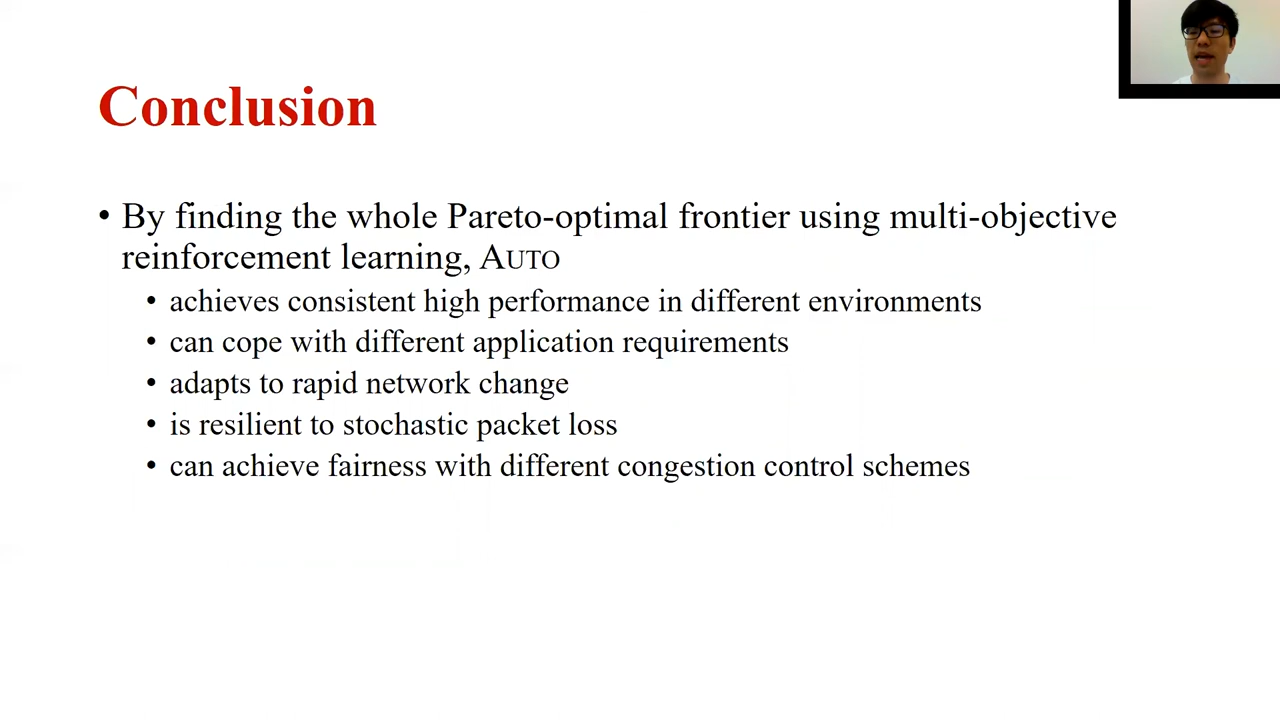 Conclusion
• By finding the whole Pareto-optimal frontier using multi-objective
reinforcement learning, AUTO
• achieves consistent high performance in different environments
• can cope with different application requirements
• adapts to rapid network change
• is resilient to stochastic packet loss
• can achieve fairness with different congestion control schemes